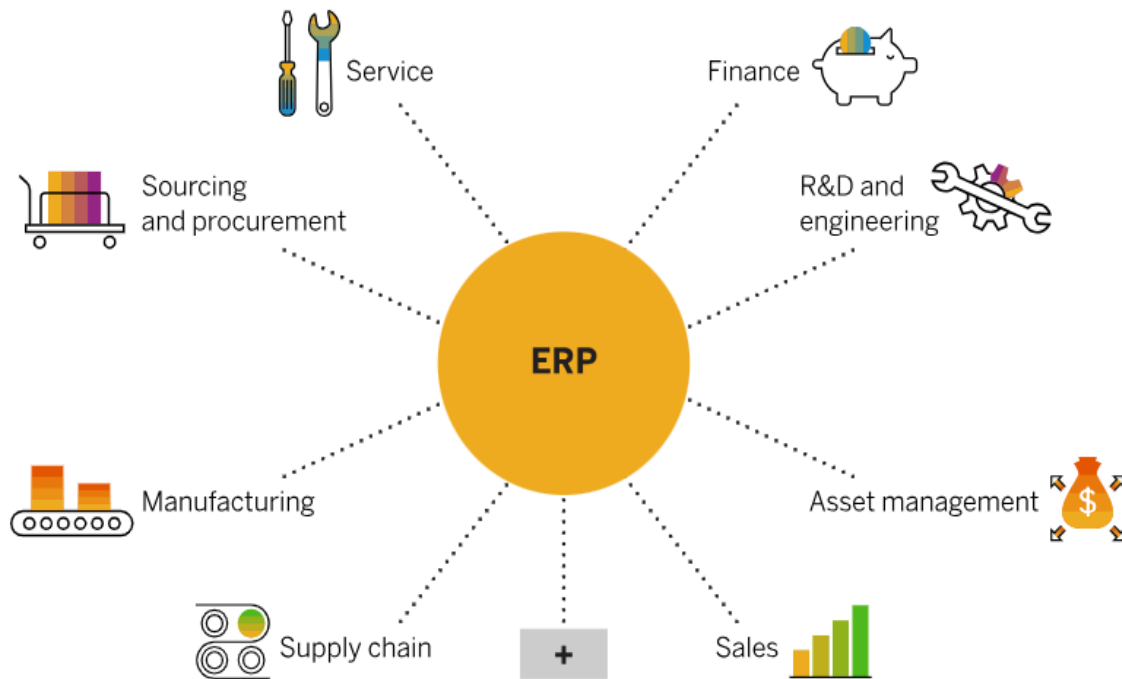 Service
Finance
Sourcing
and procurement
R&D and
engineering
ERP
Manufacturing
Asset management
$
Supply chain
+
Sales